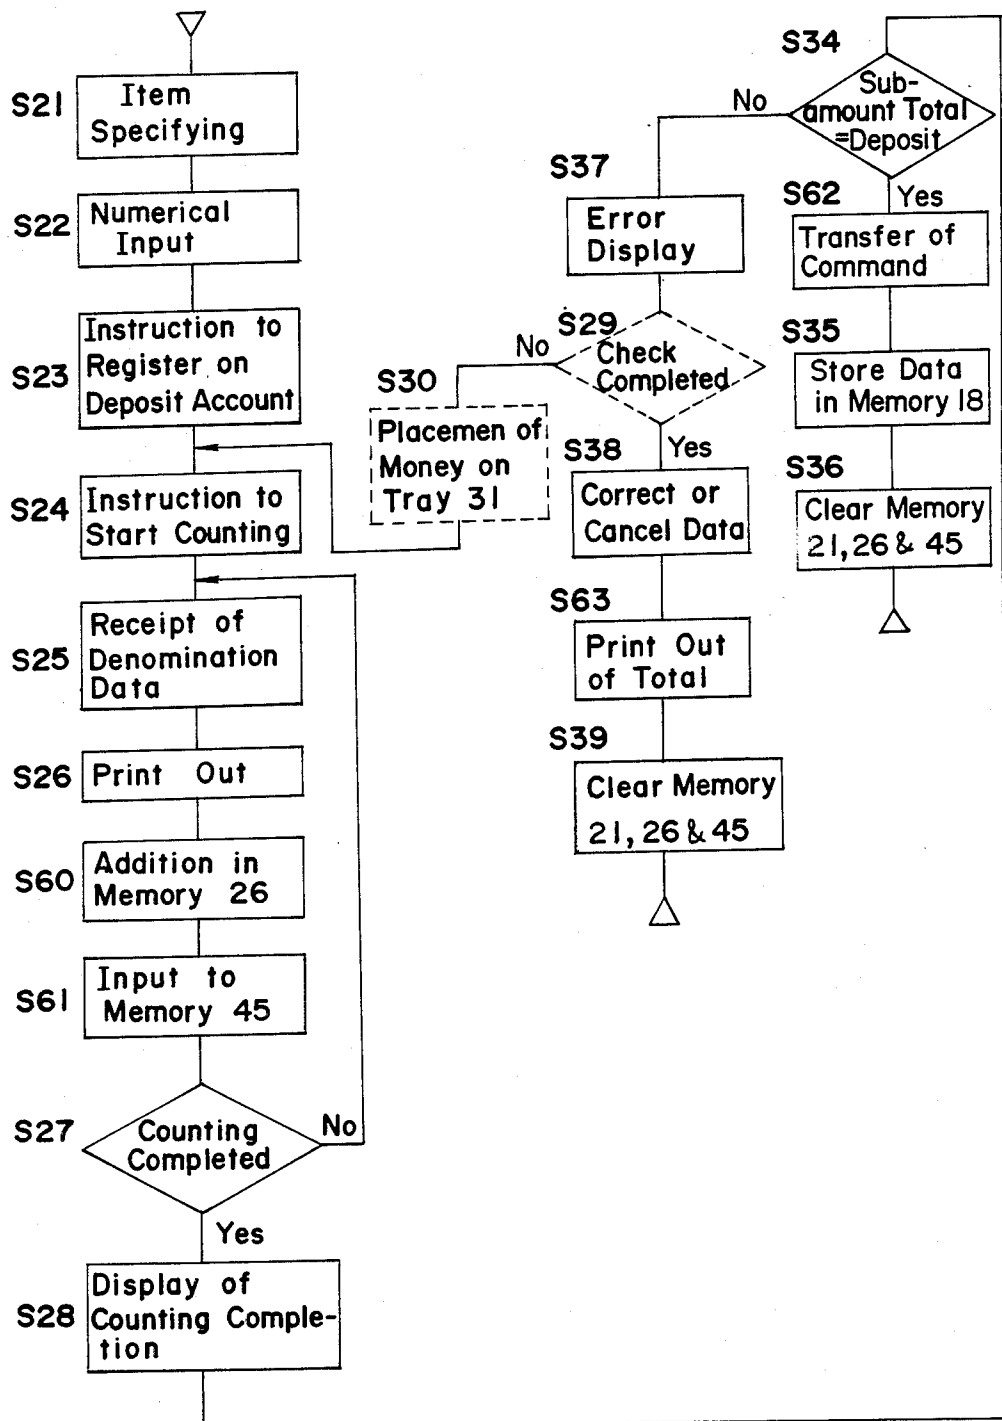 S21
Item
Specifying
S22
Numerical
Input
S23
Instruction to
Register on
Deposit Account
S24
Instruction to
Start Counting
S25
Receipt of
Denomination
Data
S26
Print Out
S60
Addition in
Memory 26
S61
Input to
Memory 45
S27
Counting
Completed
No
Yes
S28
Display of
Counting Comple-
tion
S34
Sub-
amount Total
=Deposit
No
Yes
S37
Error
Display
S29
Check
Completed
No
Yes
S30
Placemen of
Money on
Tray 31
S38
Correct or
Cancel Data
S63
Print Out
of Total
S39
Clear Memory
21, 26 & 45
S62
Transfer of
Command
S35
Store Data
in Memory 18
S36
Clear Memory
21, 26 & 45